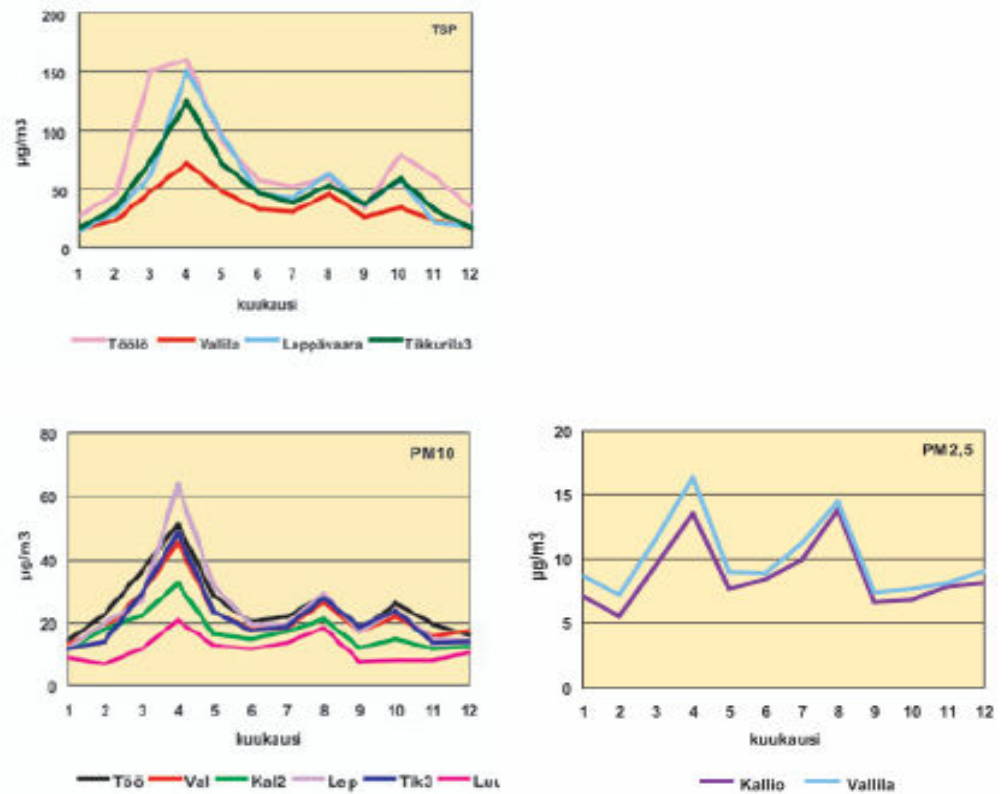 200
TSP
150
100
50
0
µg/m3
1 2 3 4 5 6 7 8 9 10 11 12
kuukausi
Töölö Vallila Leppävaara Tikkurila3
80
PM10
60
40
20
0
µg/m3
1 2 3 4 5 6 7 8 9 10 11 12
kuukausi
Töö Val Kal2 Lep Tik3 Luu
20
PM2,5
15
10
5
0
µg/m3
1 2 3 4 5 6 7 8 9 10 11 12
kuukausi
Kallio Vallila